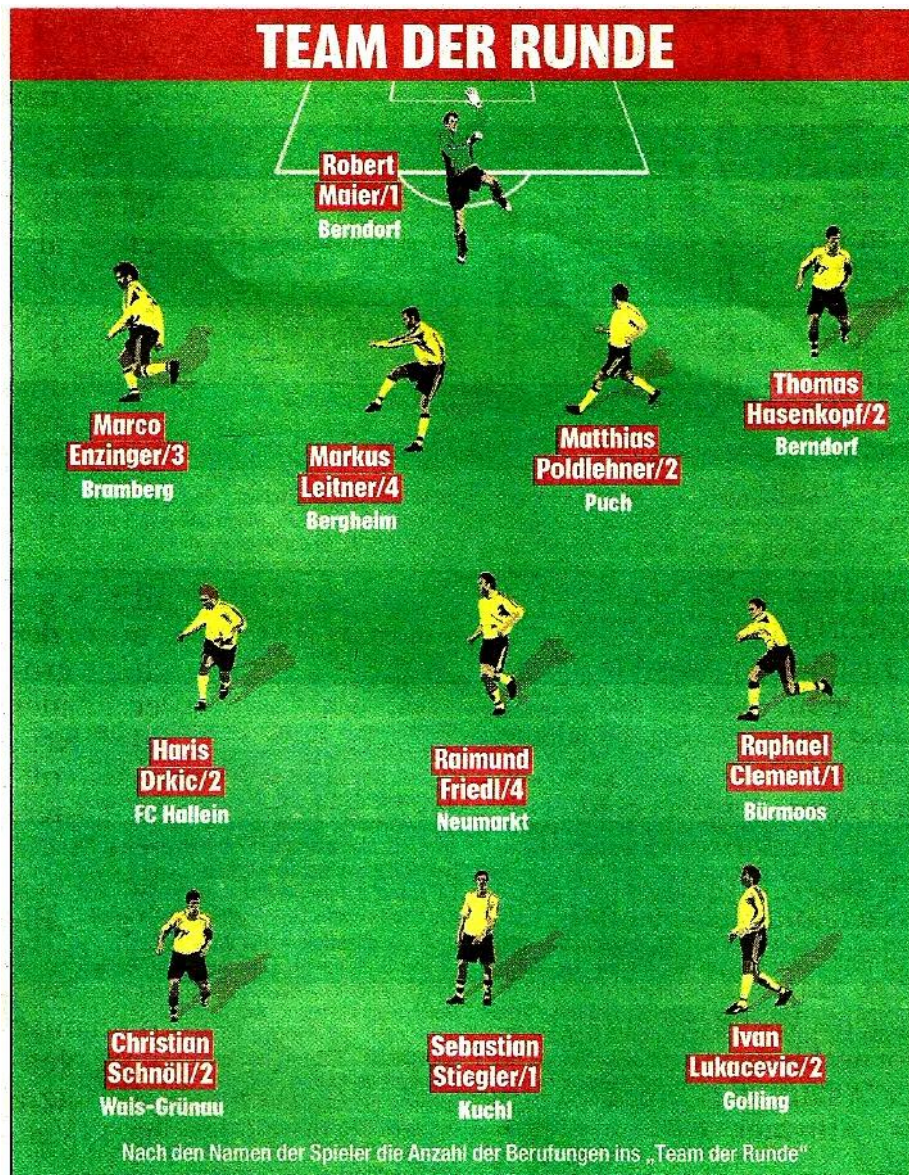 TEAM DER RUNDE
Robert
Maier/1
Berndorf
Marco
Enzinger/3
Bramberg
Markus
Leitner/4
Bergheim
Matthias
Poldlehner/2
Puch
Thomas
Hasenkopf/2
Berndorf
Haris
Drkic/2
FC Hallein
Raimund
Friedl/4
Neumarkt
Raphael
Clement/1
Bürmoos
Christian
Schnöll/2
Wals-Grünau
Sebastian
Stiegler/1
Kuchl
Ivan
Lukacevic/2
Golling
Nach den Namen der Spieler die Anzahl der Berufungen ins „Team der Runde“